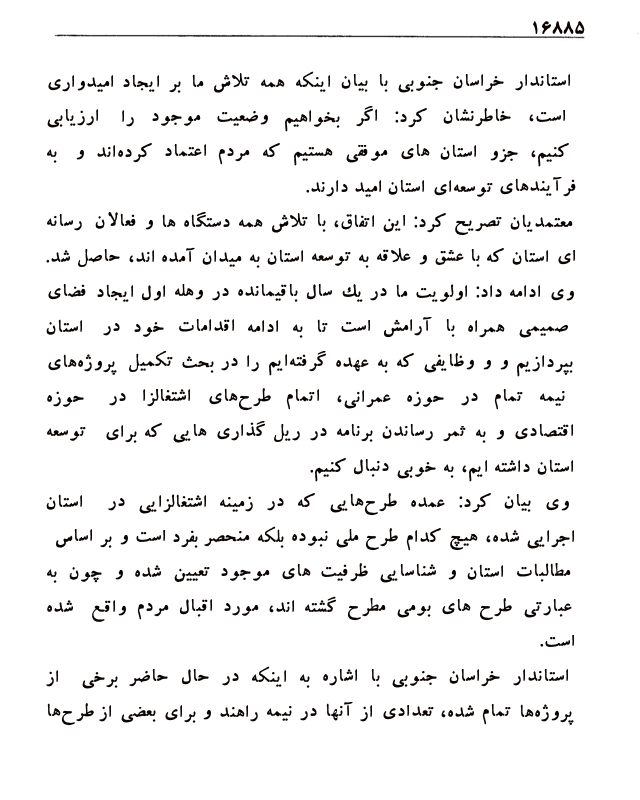 ۱۶۸۸۵
استاندار خراسان جنوبی با بیان اینکه همه تلاش ما بر ایجاد امیدواری
است، خاطرنشان کرد: اگر بخواهیم وضعیت موجود را ارزیابی
کنیم، جزو استان های موفقی هستیم که مردم اعتماد کرده‌اند و به
فرآیندهای توسعه‌ای استان امید دارند.
معتمدیان تصریح کرد: این اتفاق، با تلاش همه دستگاه ها و فعالان رسانه
ای استان که با عشق و علاقه به توسعه استان به میدان آمده اند، حاصل شد.
وی ادامه داد: اولویت ما در یك سال باقیمانده در وهله اول ایجاد فضای
صمیمی همراه با آرامش است تا به ادامه اقدامات خود در استان
بپردازیم و و وظایفی که به عهده گرفته‌ایم را در بحث تکمیل پروژه‌های
نیمه تمام در حوزه عمرانی، اتمام طرح‌های اشتغالزا در حوزه
اقتصادی و به ثمر رساندن برنامه در ریل گذاری هایی که برای توسعه
استان داشته ایم، به خوبی دنبال کنیم.
وی بیان کرد: عمده طرح‌هایی که در زمینه اشتغالزایی در استان
اجرایی شده، هیچ کدام طرح ملی نبوده بلکه منحصر بفرد است و بر اساس
مطالبات استان و شناسایی ظرفیت های موجود تعیین شده و چون به
عبارتی طرح های بومی مطرح گشته اند، مورد اقبال مردم واقع شده
است.
استاندار خراسان جنوبی با اشاره به اینکه در حال حاضر برخی از
پروژه‌ها تمام شده، تعدادی از آنها در نیمه راهند و برای بعضی از طرح‌ها